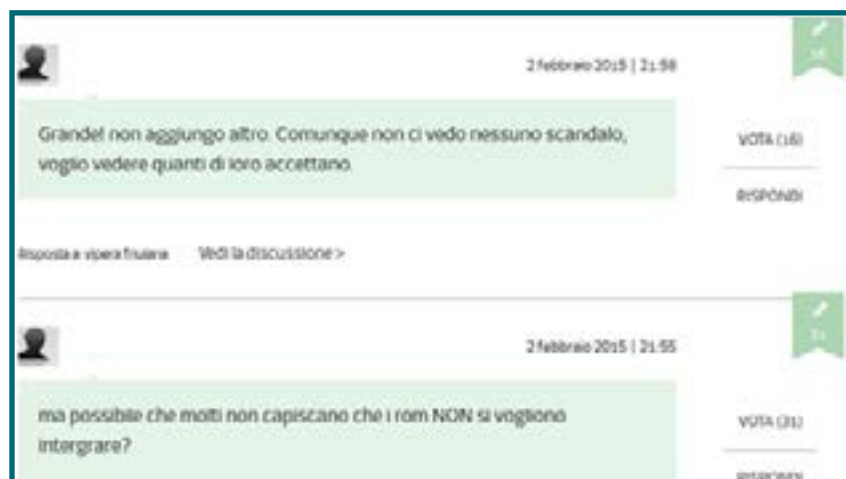 2 febbraio 2015 | 21:58
Grande! non aggiungo altro. Comunque non ci vedo nessuno scandalo,
voglio vedere quanti di loro accettano.
VOTA (16)
RISPONDI
Risposta a vipera friulana Vedi la discussione >
2 febbraio 2015 | 21:55
ma possibile che molti non capiscano che i rom NON si vogliono
intergrare?
VOTA (31)
RISPONDI